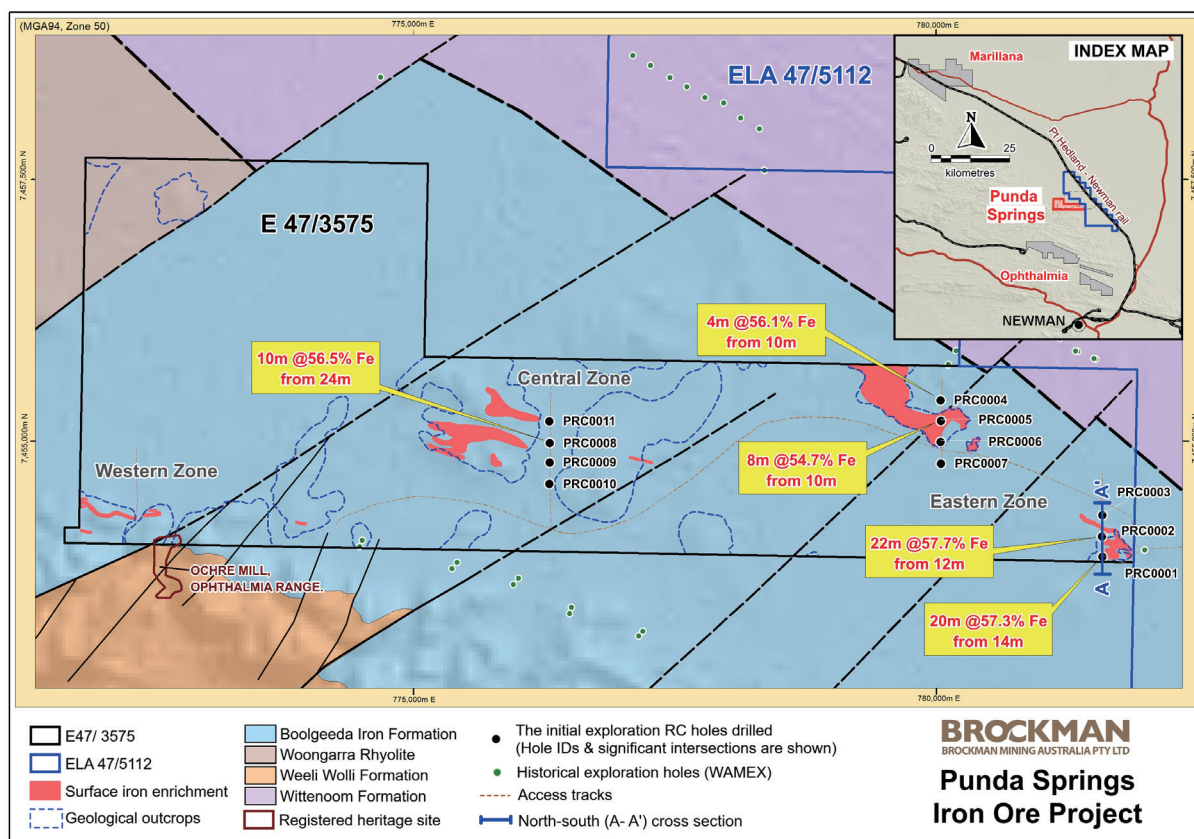 (MGA94, Zone 50)
775,000m E
780,000m E
7,457,500m N
7,457,500m N
7,455,000m N
7,455,000m N
ELA 47/5112
E 47/3575
INDEX MAP
Marillana
N
0 25
kilometres
Pt Hedland - Newman rail
Punda
Springs
Ophthalmia
NEWMAN
4m @56.1% Fe
from 10m
10m @56.5% Fe
from 24m
Central Zone
PRC0011
PRC0008
PRC0009
PRC0010
PRC0004
PRC0005
PRC0006
PRC0007
8m @54.7% Fe
from 10m
Western Zone
Eastern Zone
A'
PRC0003
PRC0002
PRC0001
A
22m @57.7% Fe
from 12m
20m @57.3% Fe
from 14m
OCHRE MILL,
OPHTHALMIA RANGE.
775,000m E
780,000m E
E47/ 3575
ELA 47/5112
Surface iron enrichment
Geological outcrops
Boolgeeda Iron Formation
Woongarra Rhyolite
Weeli Wolli Formation
Wittenoom Formation
Registered heritage site
The initial exploration RC holes drilled
(Hole IDs & significant intersections are shown)
Historical exploration holes (WAMEX)
Access tracks
North-south (A- A') cross section
BROCKMAN
BROCKMAN MINING AUSTRALIA PTY LTD
Punda Springs
Iron Ore Project